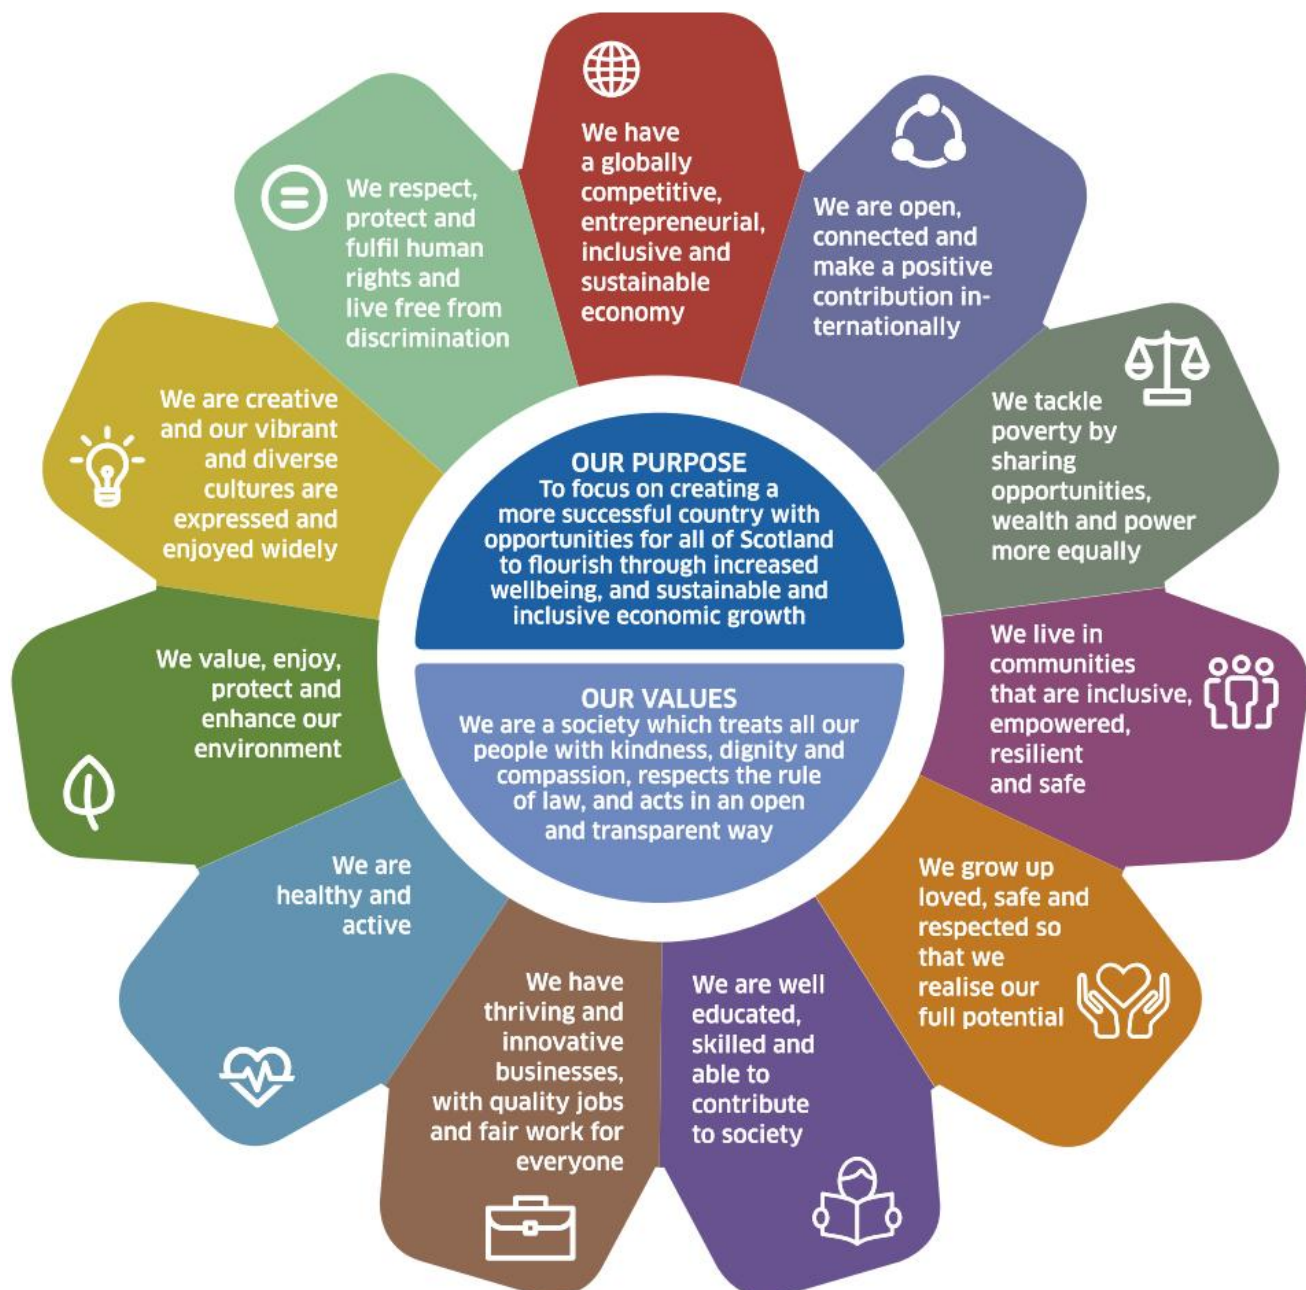 We have
a globally
competitive,
entrepreneurial,
inclusive and
sustainable
economy
We are open,
connected and
make a positive
contribution in-
ternationally
We tackle
poverty by
sharing
opportunities,
wealth and power
more equally
We live in
communities
that are inclusive,
empowered,
resilient
and safe
We grow up
loved, safe and
respected so
that we
realise our
full potential
We are well
educated,
skilled and
able to
contribute
to society
We have
thriving and
innovative
businesses,
with quality jobs
and fair work for
everyone
We are
healthy and
active
We value, enjoy,
protect and
enhance our
environment
We are creative
and our vibrant
and diverse
cultures are
expressed and
enjoyed widely
We respect,
protect and
fulfil human
rights and
live free from
discrimination
OUR PURPOSE
To focus on creating a
more successful country with
opportunities for all of Scotland
to flourish through increased
wellbeing, and sustainable and
inclusive economic growth
OUR VALUES
We are a society which treats all our
people with kindness, dignity and
compassion, respects the rule
of law, and acts in an open
and transparent way